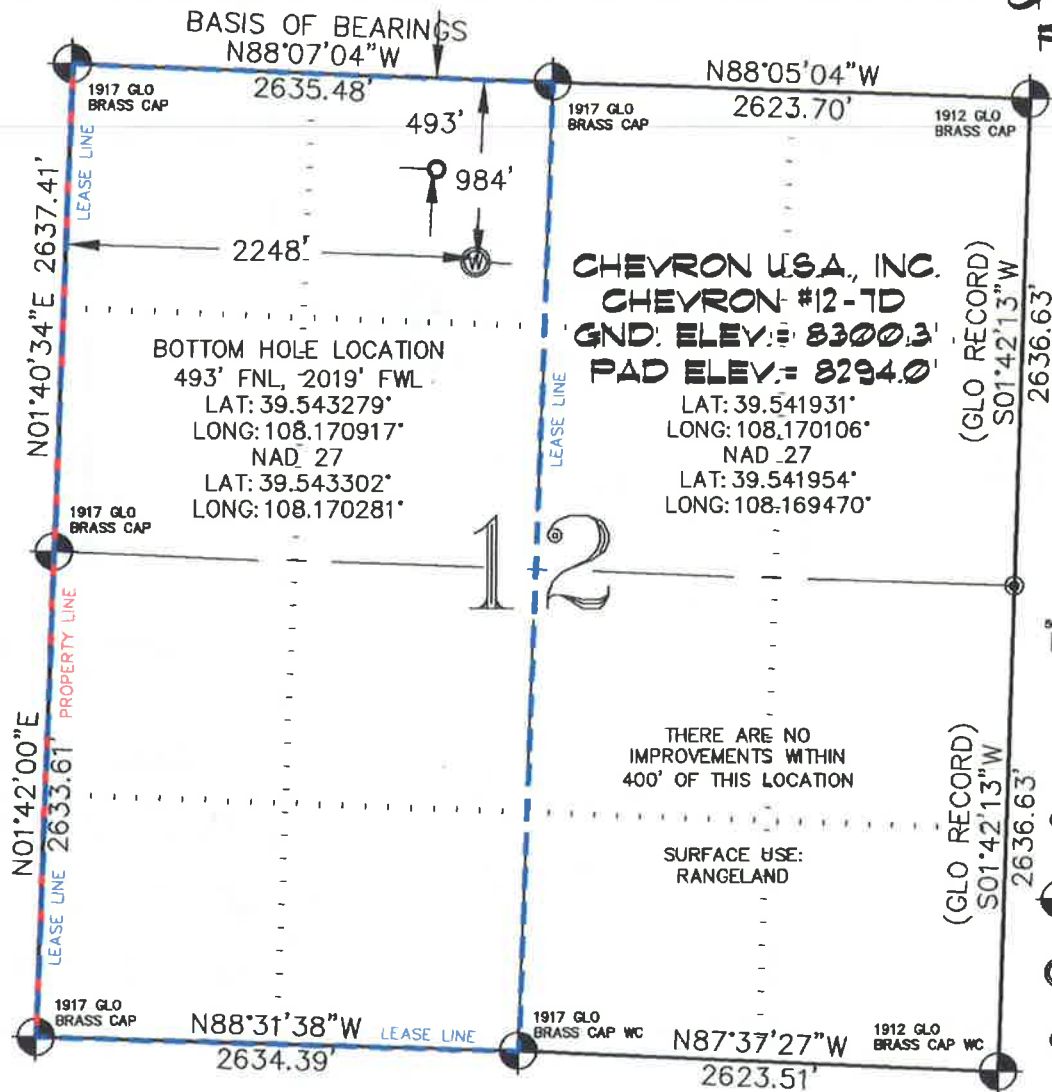 BASIS OF BEARINGS
N88°07'04"W
2635.48'
N88°05'04"W
2623.70'
1917 GLO
BRASS CAP
1917 GLO
BRASS CAP
1912 GLO
BRASS CAP
LEASE LINE
N01°40'34"E 2637.41'
493'
984'
2248'
W
CHEVRON U.S.A., INC.
CHEVRON #12-7D
GND. ELEV.= 8300.3'
PAD ELEV.= 8294.0'
LAT: 39.541931°
LONG: 108.170106°
NAD 27
LAT: 39.541954°
LONG: 108.169470°
BOTTOM HOLE LOCATION
493' FNL, 2019' FWL
LAT: 39.543279°
LONG: 108.170917°
NAD 27
LAT: 39.543302°
LONG: 108.170281°
LEASE LINE
(GLO RECORD)
S01°42'13"W
2636.63'
1917 GLO
BRASS CAP
12
PROPERTY LINE
N01°42'00"E
2633.61'
LEASE LINE
THERE ARE NO
IMPROVEMENTS WITHIN
400' OF THIS LOCATION
SURFACE USE:
RANGELAND
(GLO RECORD)
S01°42'13"W
2636.63'
1917 GLO
BRASS CAP
N88°31'38"W
LEASE LINE
2634.39'
1917 GLO
BRASS CAP WC
N87°37'27"W
2623.51'
1912 GLO
BRASS CAP WC